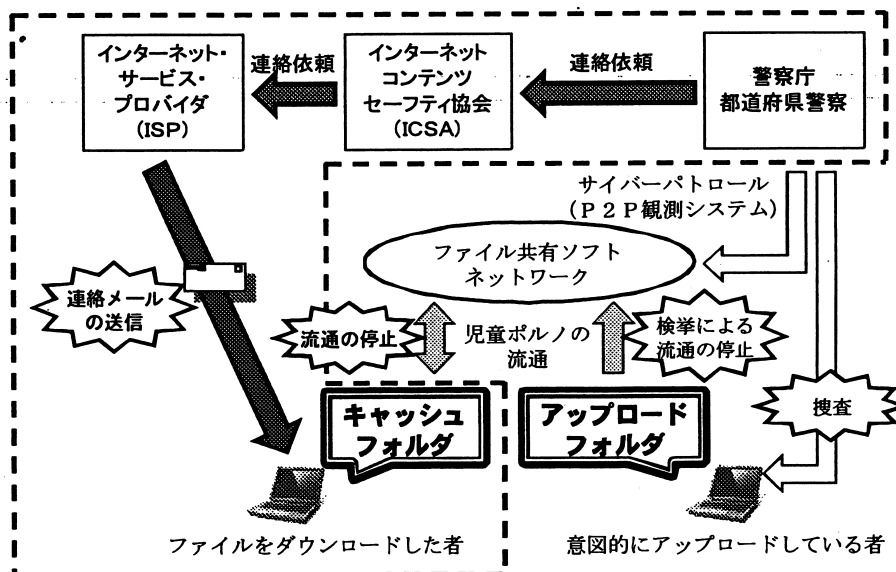 インターネット・
サービス・
プロバイダ
(ISP)
連絡依頼
インターネット
コンテンツ
セーフティ協会
(ICSA)
連絡依頼
警察庁
都道府県警察
サイバーパトロール
(P2P観測システム)
ファイル共有ソフト
ネットワーク
連絡メール
の送信
流通の停止
児童ポルノの
流通
検挙による
流通の停止
キャッシュ
フォルダ
アップロード
フォルダ
捜査
ファイルをダウンロードした者
意図的にアップロードしている者